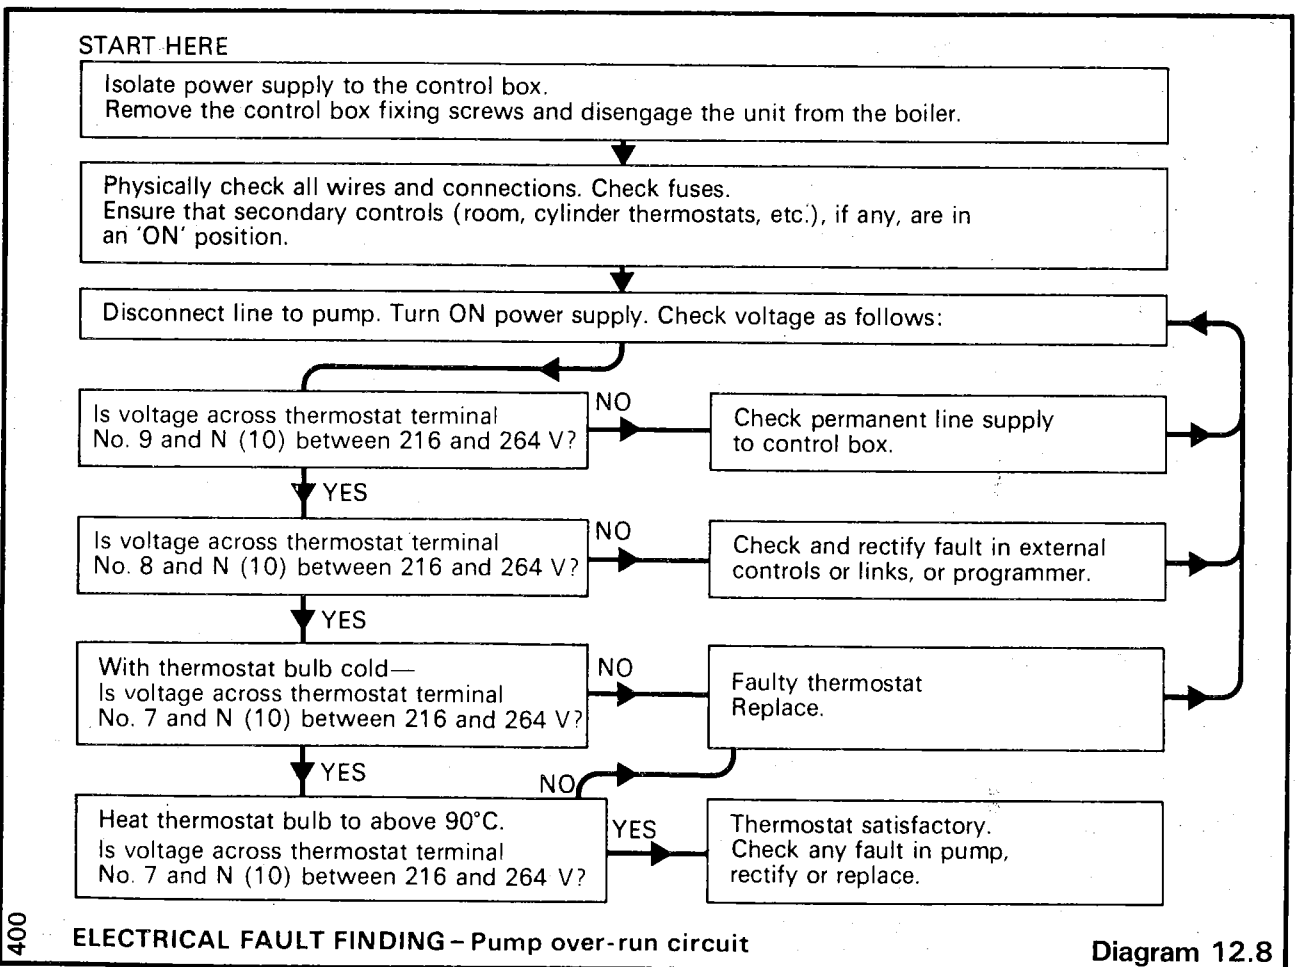 START HERE
Isolate power supply to the control box.
Remove the control box fixing screws and disengage the unit from the boiler.
Physically check all wires and connections. Check fuses.
Ensure that secondary controls (room, cylinder thermostats, etc.), if any, are in
an 'ON' position.
Disconnect line to pump. Turn ON power supply. Check voltage as follows:
Is voltage across thermostat terminal
No. 9 and N (10) between 216 and 264 V?
NO
Check permanent line supply
to control box.
YES
Is voltage across thermostat terminal
No. 8 and N (10) between 216 and 264 V?
NO
Check and rectify fault in external
controls or links, or programmer.
YES
With thermostat bulb cold—
Is voltage across thermostat terminal
No. 7 and N (10) between 216 and 264 V?
NO
Faulty thermostat
Replace.
YES
NO
Heat thermostat bulb to above 90°C.
Is voltage across thermostat terminal
No. 7 and N (10) between 216 and 264 V?
YES
Thermostat satisfactory.
Check any fault in pump,
rectify or replace.
400
ELECTRICAL FAULT FINDING – Pump over-run circuit
Diagram 12.8